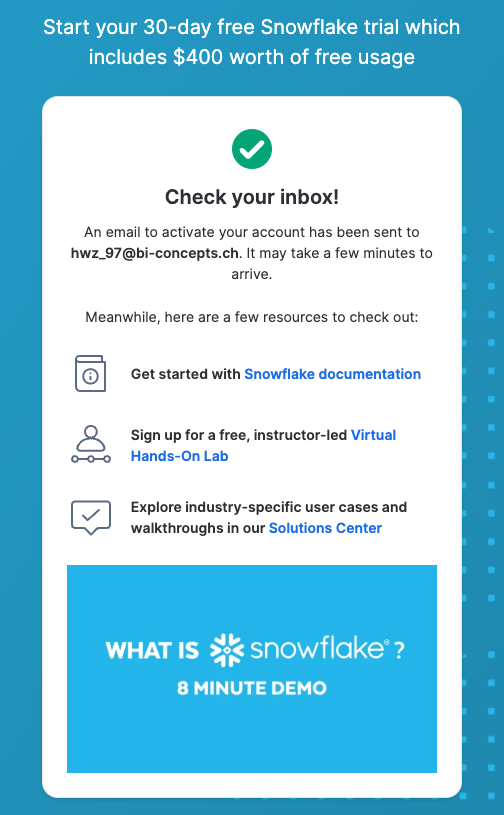 Start your 30-day free Snowflake trial which
includes $400 worth of free usage
Check your inbox!
An email to activate your account has been sent to
hwz_97@bi-concepts.ch. It may take a few minutes to
arrive.
Meanwhile, here are a few resources to check out:
Get started with Snowflake documentation
Sign up for a free, instructor-led Virtual
Hands-On Lab
Explore industry-specific user cases and
walkthroughs in our Solutions Center
WHAT IS snowflake® ?
8 MINUTE DEMO